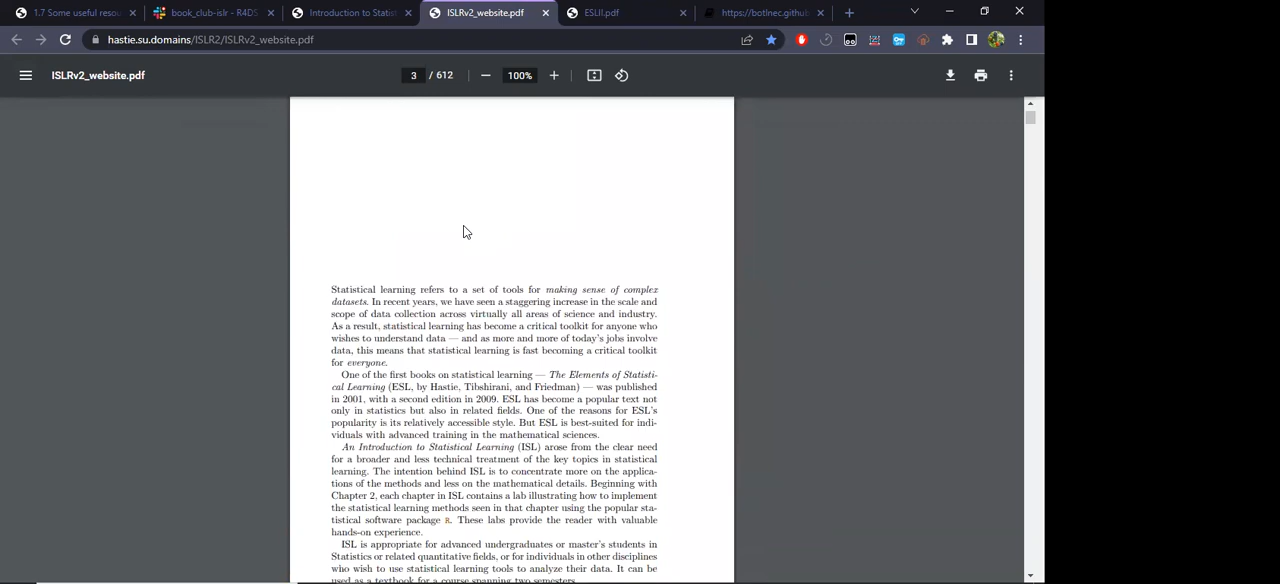 1.7 Some useful resou
book_club-islr - R4DS
Introduction to Statis
ISLRv2_website.pdf
ESLII.pdf
https://botlnec.github
hastie.su.domains/ISLR2/ISLRv2_website.pdf
ISLRv2_website.pdf
3 / 612
100%
Statistical learning refers to a set of tools for making sense of complex
datasets. In recent years, we have seen a staggering increase in the scale and
scope of data collection across virtually all areas of science and industry.
As a result, statistical learning has become a critical toolkit for anyone who
wishes to understand data — and as more and more of today's jobs involve
data, this means that statistical learning is fast becoming a critical toolkit
for everyone.
One of the first books on statistical learning — The Elements of Statisti-
cal Learning (ESL, by Hastie, Tibshirani, and Friedman) — was published
in 2001, with a second edition in 2009. ESL has become a popular text not
only in statistics but also in related fields. One of the reasons for ESL's
popularity is its relatively accessible style. But ESL is best-suited for indi-
viduals with advanced training in the mathematical sciences.
An Introduction to Statistical Learning (ISL) arose from the clear need
for a broader and less technical treatment of the key topics in statistical
learning. The intention behind ISL is to concentrate more on the applica-
tions of the methods and less on the mathematical details. Beginning with
Chapter 2, each chapter in ISL contains a lab illustrating how to implement
the statistical learning methods seen in that chapter using the popular sta-
tistical software package R. These labs provide the reader with valuable
hands-on experience.
ISL is appropriate for advanced undergraduates or master's students in
Statistics or related quantitative fields, or for individuals in other disciplines
who wish to use statistical learning tools to analyze their data. It can be
used as a textbook for a course spanning two semesters.